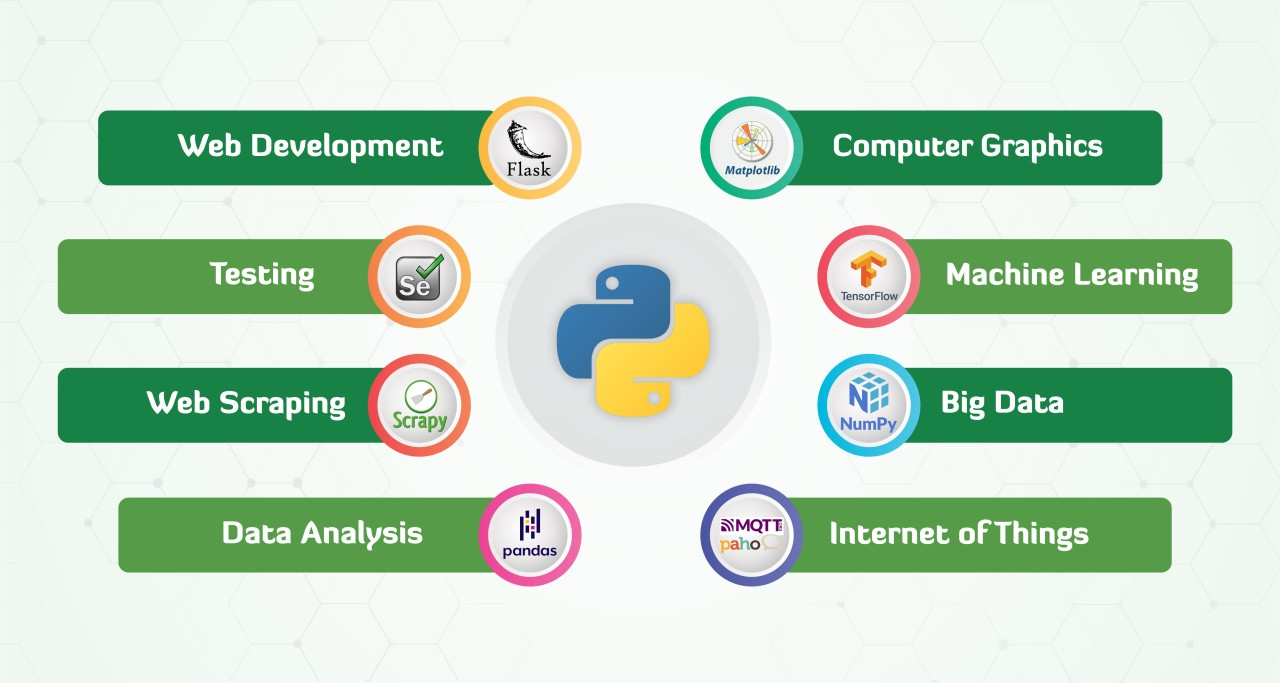 Web Development
Flask
Matplotlib
Computer Graphics
Testing
Se
TensorFlow
Machine Learning
Web Scraping
Scrapy
NumPy
Big Data
Data Analysis
pandas
MQTT
paho
Internet of Things